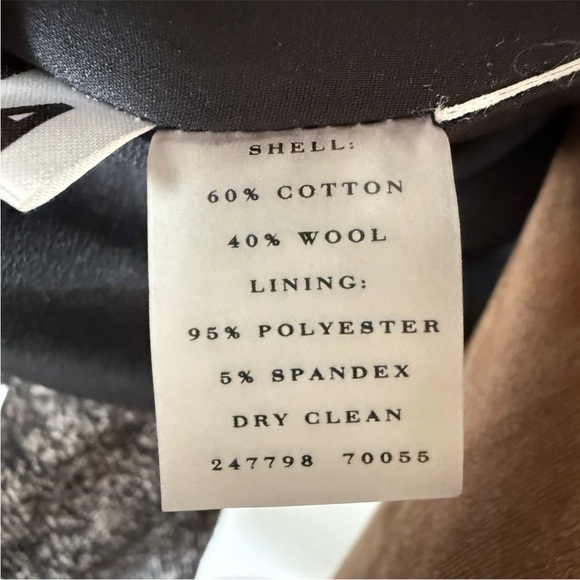 SHELL:
60% COTTON
40% WOOL
LINING:
95% POLYESTER
5% SPANDEX
DRY CLEAN
247798 70055